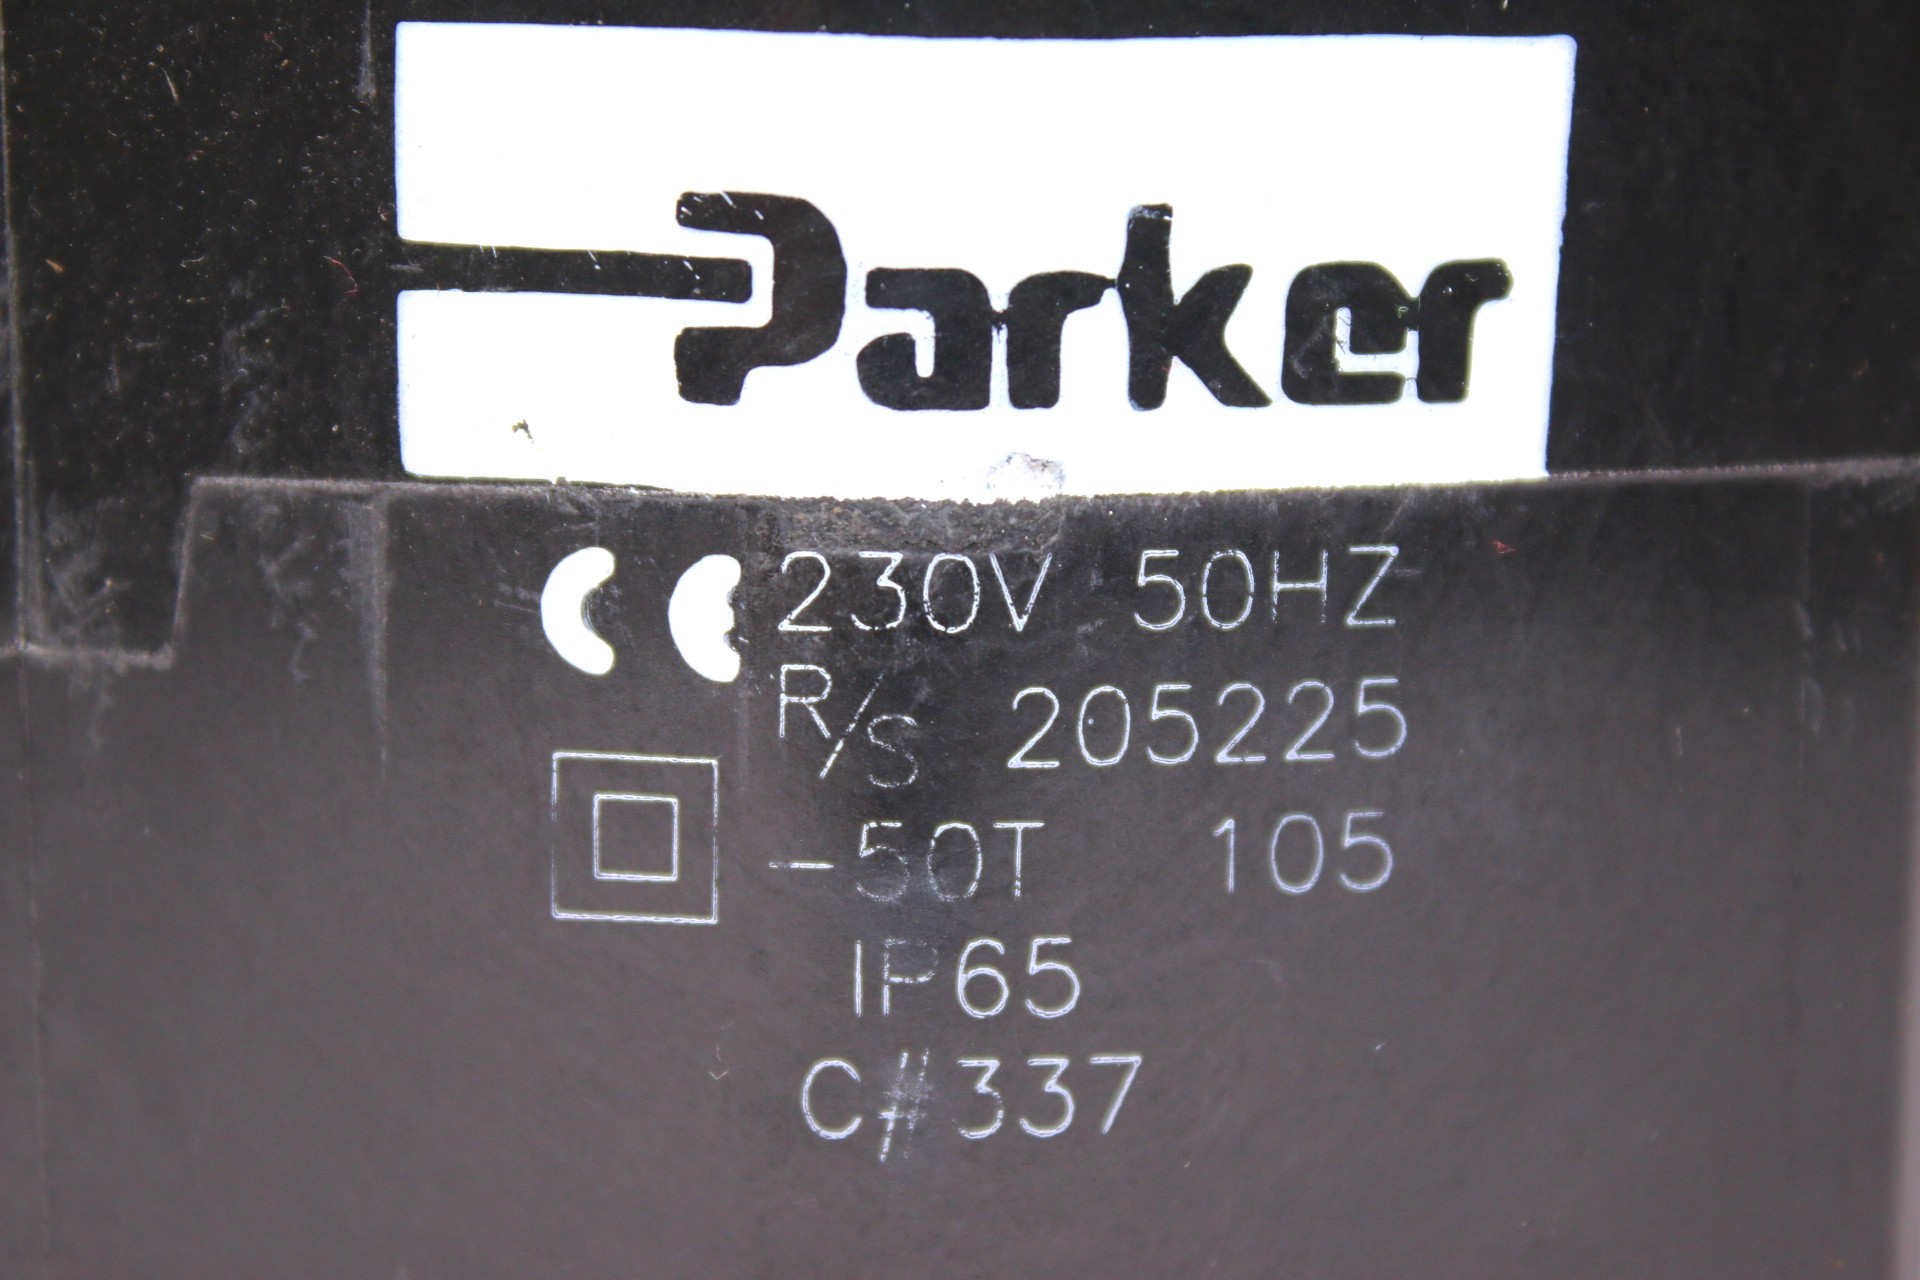 Parker
CE 230V 50HZ
R/S 205225
-50T 105
IP65
C#337